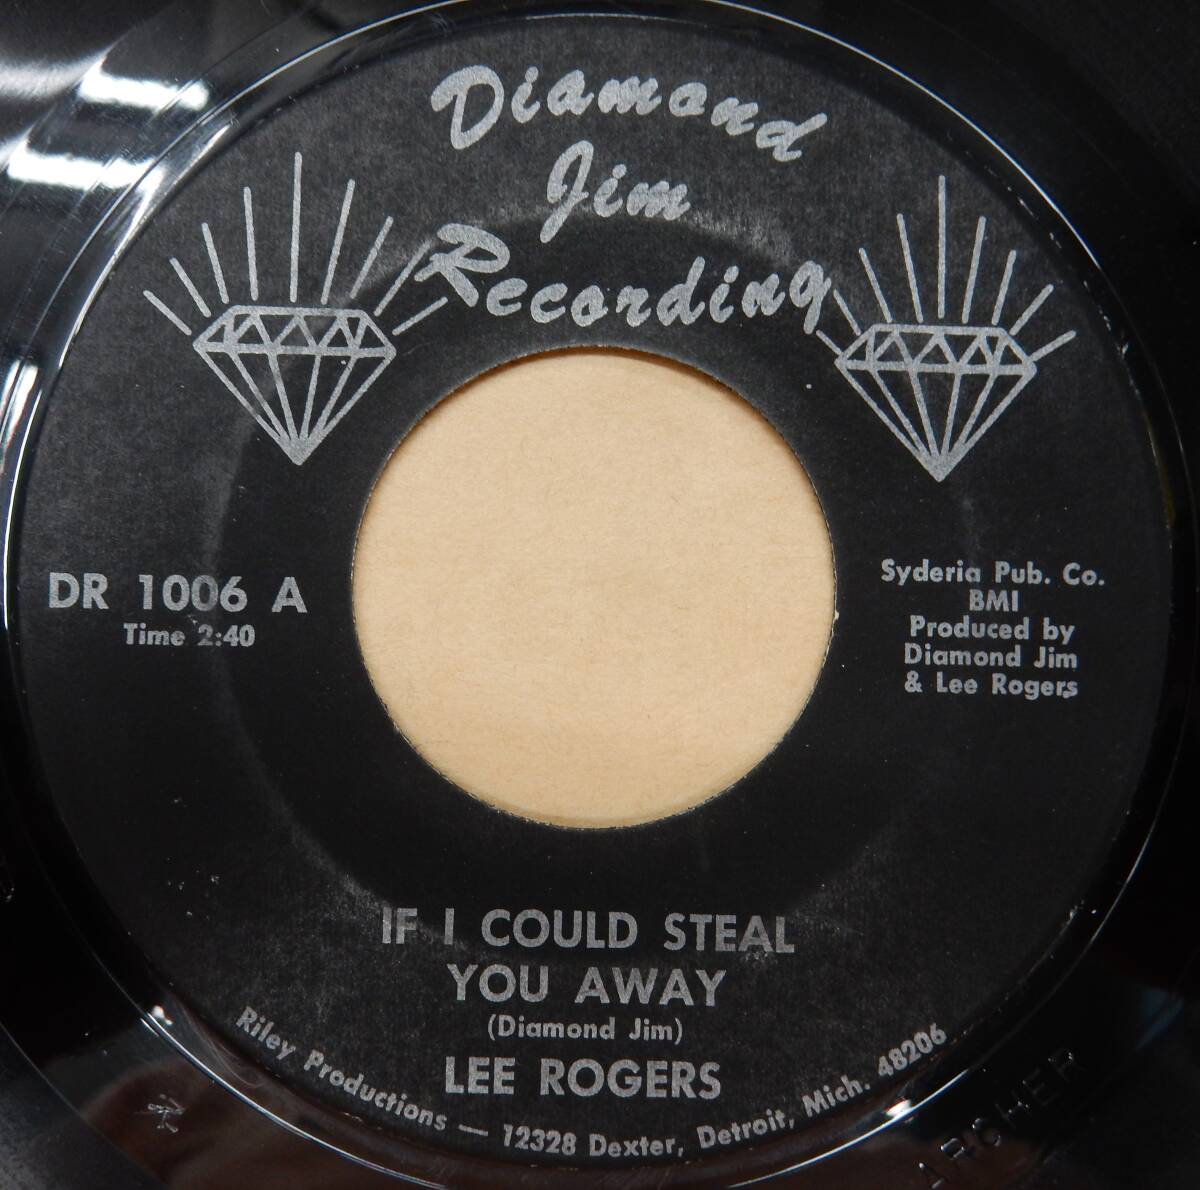 Diamond
Jim
Recording
DR 1006 A
Time 2:40
Syderia Pub. Co.
BMI
Produced by
Diamond Jim
& Lee Rogers
IF I COULD STEAL
YOU AWAY
(Diamond Jim)
LEE ROGERS
Riley Productions — 12328 Dexter, Detroit, Mich. 48206
ARCHER